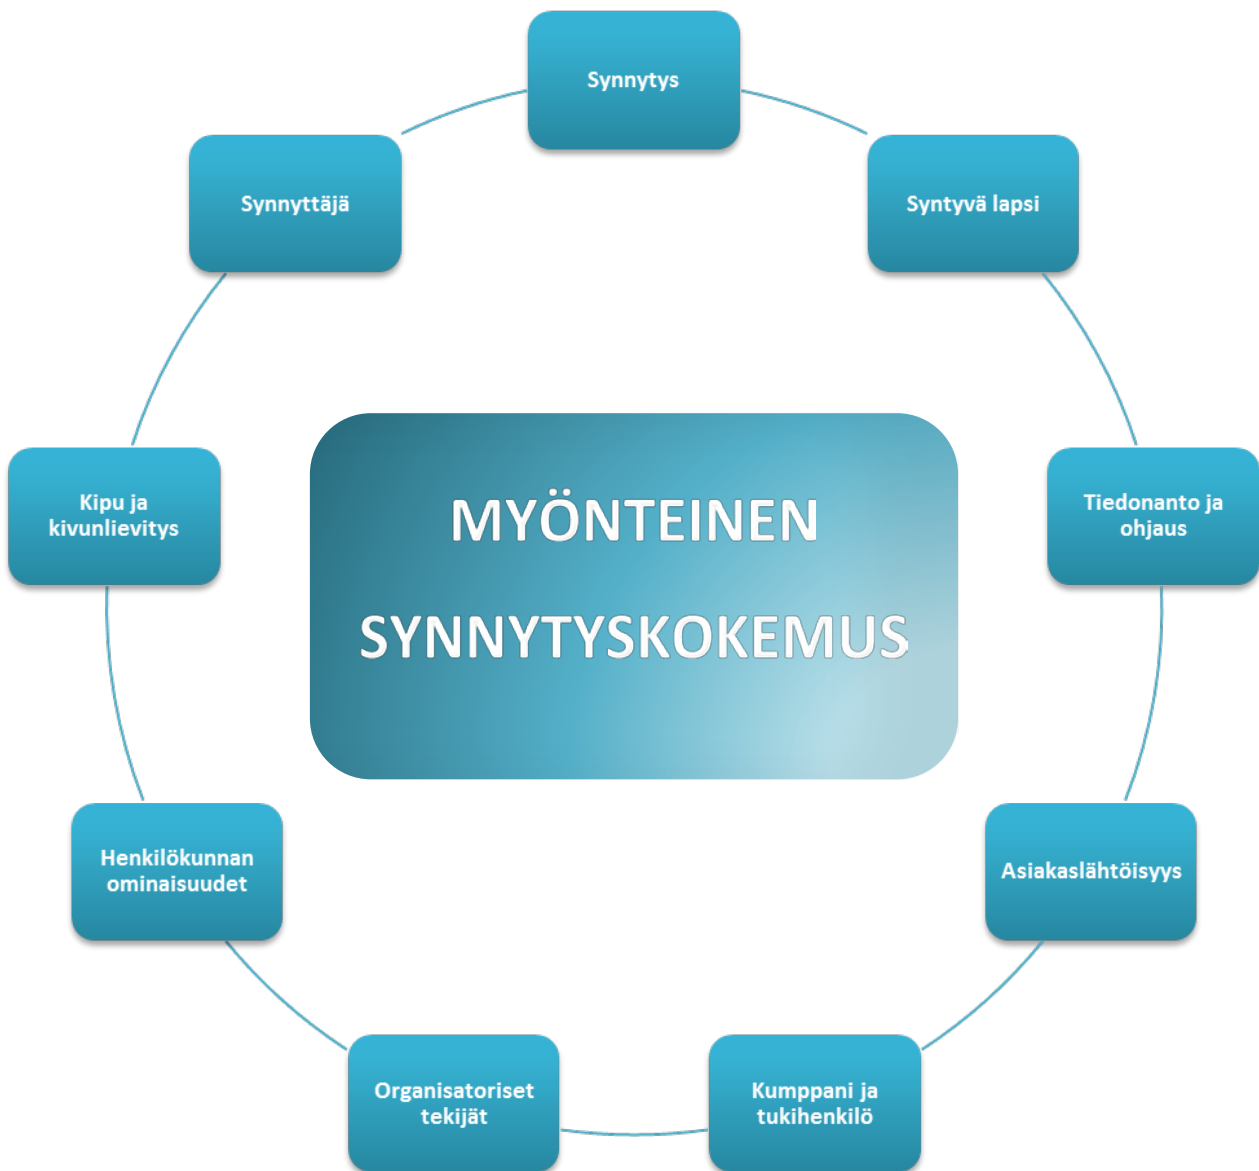 Synnytys
Synnyttäjä
Syntyvä lapsi
Kipu ja
kivunlievitys
MYÖNTEINEN
SYNNYTYSKOKEMUS
Tiedonanto ja
ohjaus
Henkilökunnan
ominaisuudet
Asiakaslähtöisyys
Organisatoriset
tekijät
Kumppani ja
tukihenkilö